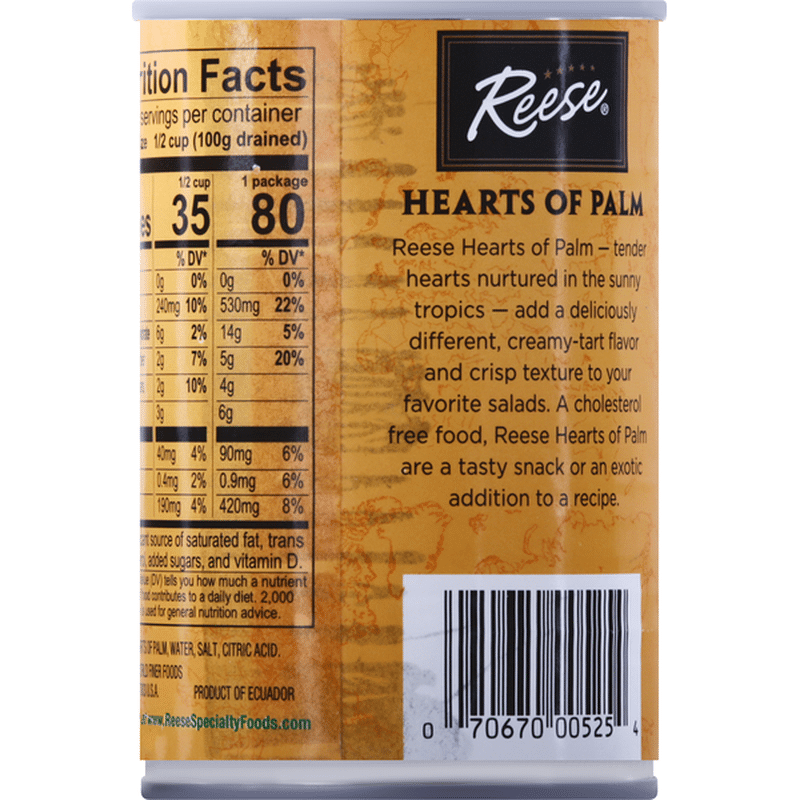 Nutrition Facts
servings per container
1/2 cup (100g drained)
1/2 cup 1 package
35 80
% DV* % DV*
0g 0% 0g 0%
240mg 10% 530mg 22%
6g 2% 14g 5%
2g 7% 5g 20%
2g 10% 4g
3g 6g
40mg 4% 90mg 6%
0.4mg 2% 0.9mg 6%
190mg 4% 420mg 8%
source of saturated fat, trans
added sugars, and vitamin D.
(DV) tells you how much a nutrient
contributes to a daily diet. 2,000
used for general nutrition advice.
OF PALM, WATER, SALT, CITRIC ACID.
FINER FOODS
U.S.A. PRODUCT OF ECUADOR
www.ReeseSpecialtyFoods.com
Reese®
HEARTS OF PALM
Reese Hearts of Palm – tender
hearts nurtured in the sunny
tropics — add a deliciously
different, creamy-tart flavor
and crisp texture to your
favorite salads. A cholesterol
free food, Reese Hearts of Palm
are a tasty snack or an exotic
addition to a recipe.
0 70670 00525 4